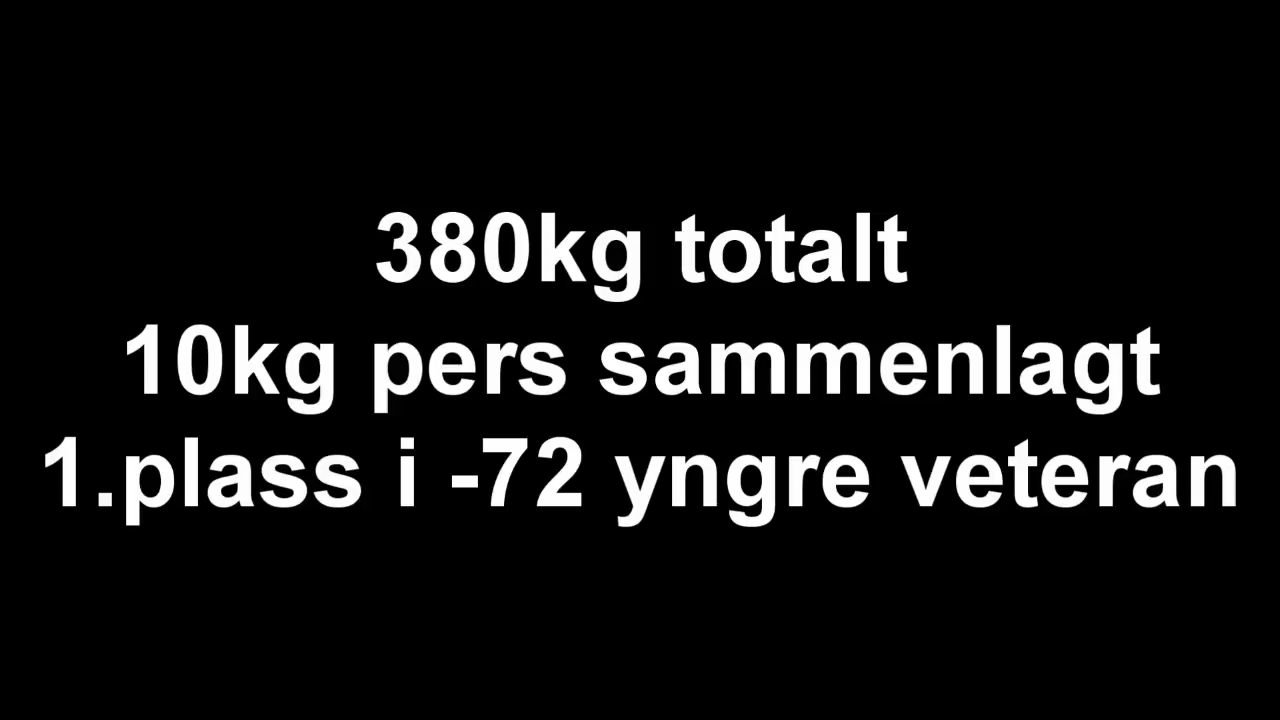 380kg totalt
10kg pers sammenlagt
1.plass i -72 yngre veteran